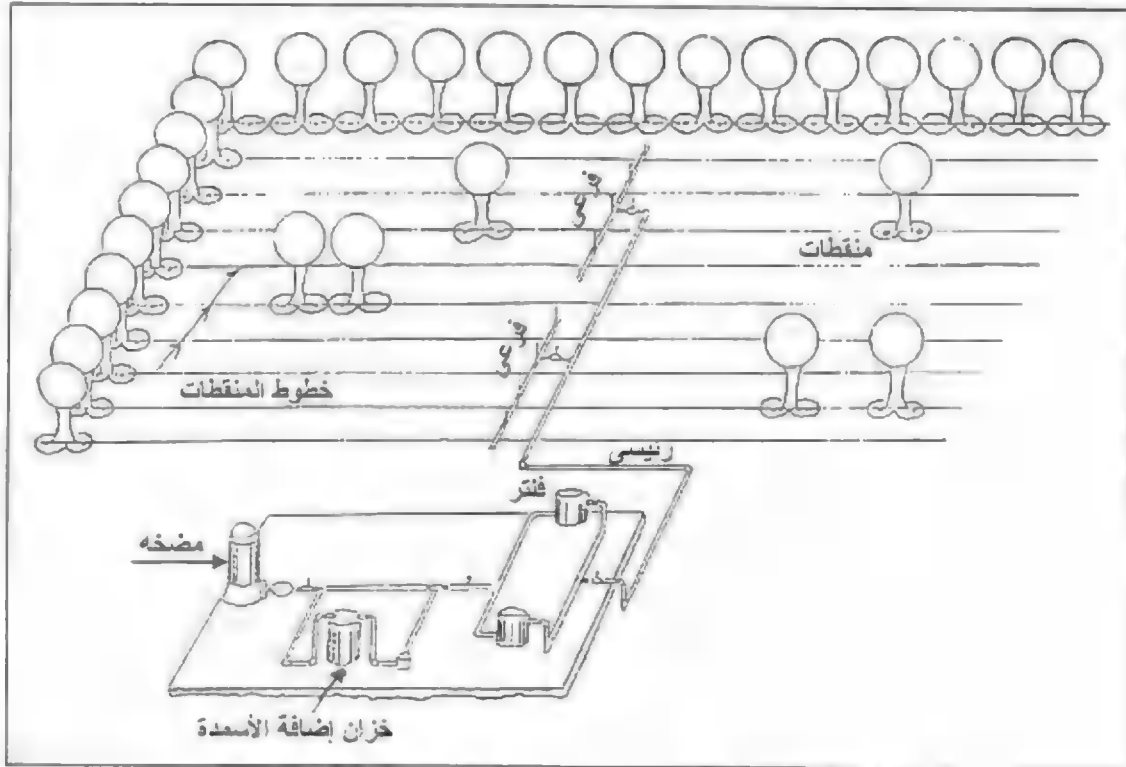 منقطات
خطوط المنقطات
رئيسي
فلتر
مضخه
خزان إضافة الأسمدة